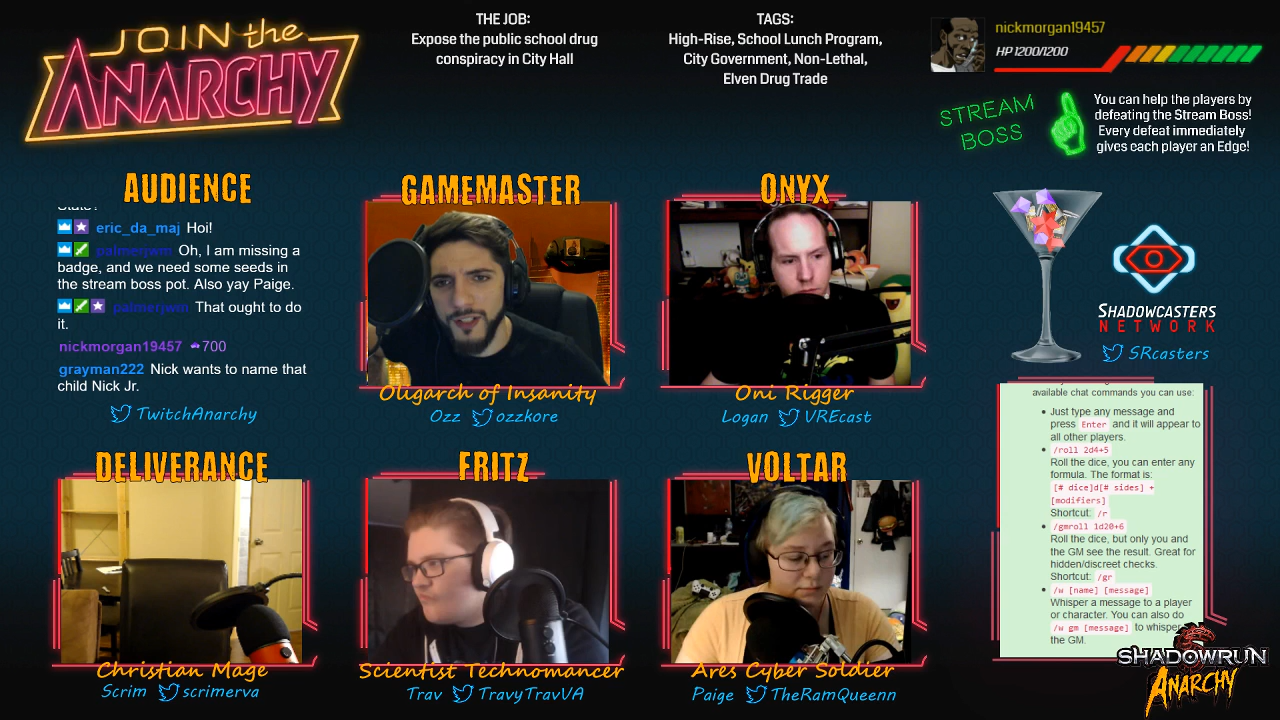 JOIN the
ANARCHY
THE JOB:
Expose the public school drug
conspiracy in City Hall
TAGS:
High-Rise, School Lunch Program,
City Government, Non-Lethal,
Elven Drug Trade
nickmorgan19457
HP 1200/1200
STREAM
BOSS
You can help the players by
defeating the Stream Boss!
Every defeat immediately
gives each player an Edge!
AUDIENCE
eric_da_maj Hoi!
palmerjwm Oh, I am missing a
badge, and we need some seeds in
the stream boss pot. Also yay Paige.
palmerjwm That ought to do
it.
nickmorgan19457 700
grayman222 Nick wants to name that
child Nick Jr.
TwitchAnarchy
GAMEMASTER
Oligarch of Insanity
Ozz ozzkore
ONYX
Oni Rigger
Logan VREcast
SHADOWCASTERS
NETWORK
SRcasters
DELIVERANCE
Christian Mage
Scrim scrimerva
FRITZ
Scientist Technomancer
Trav TravyTravVA
VOLTAR
Ares Cyber Soldier
Paige TheRamQueenn
available chat commands you can use:
• Just type any message and
press Enter and it will appear to
all other players.
• /roll 2d4+5
Roll the dice, you can enter any
formula. The format is:
[# dice]d[# sides] +
[modifiers]
Shortcut: /r
• /gmroll 1d20+6
Roll the dice, but only you and
the GM see the result. Great for
hidden/discreet checks.
Shortcut: /gr
• /w [name] [message]
Whisper a message to a player
or character. You can also do
/w gm [message] to whisper
the GM.
SHADOWRUN
ANARCHY